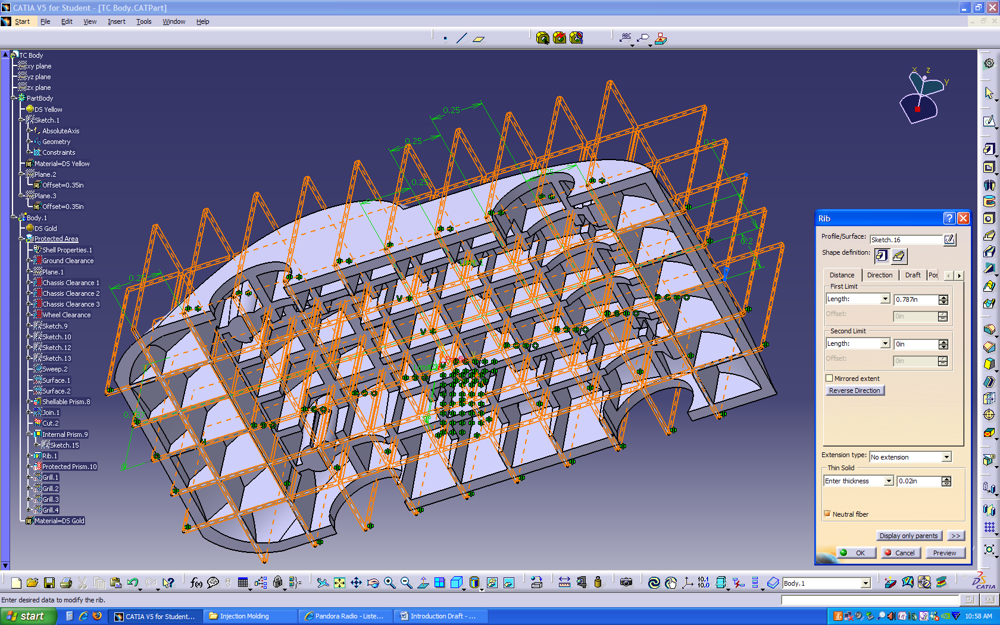 CATIA V5 for Student - [TC Body.CATPart]
Start File Edit View Insert Tools Window Help
ABC
TC Body
xy plane
yz plane
zx plane
PartBody
DS Yellow
Sketch.1
AbsoluteAxis
Geometry
Constraints
Material=DS Yellow
Plane.2
Offset=0.35in
Plane.3
Offset=0.35in
Body.1
DS Gold
Protected Area
Shell Properties.1
Ground Clearance
Plane.1
Chassis Clearance 1
Chassis Clearance 2
Chassis Clearance 3
Wheel Clearance
Sketch.9
Sketch.10
Sketch.12
Sketch.13
Sweep.2
Surface.1
Surface.2
Shellable Prism.8
Join.1
Cut.2
Internal Prism.9
Sketch.15
Rib.1
Protected Prism.10
Grill.1
Grill.2
Grill.3
Grill.4
Material=DS Gold
0.25
0.25
0.25
0.25
0.2
0.2
x z y
V
V
H
Rib
Profile/Surface: Sketch.16
Shape definition:
Distance Direction Draft Pos
First Limit
Length: 0.787in
Offset: 0in
Second Limit
Length: 0in
Offset: 0in
Mirrored extent
Reverse Direction
Extension type: No extension
Thin Solid
Enter thickness 0.02in
Neutral fiber
Display only parents >>
OK Cancel Preview
f(x)
10.1
10.0
Body.1
DS CATIA
Enter desired data to modify the rib.
start CATIA V5 for Student... Injection Molding Pandora Radio - Liste... Introduction Draft - ... 10:58 AM